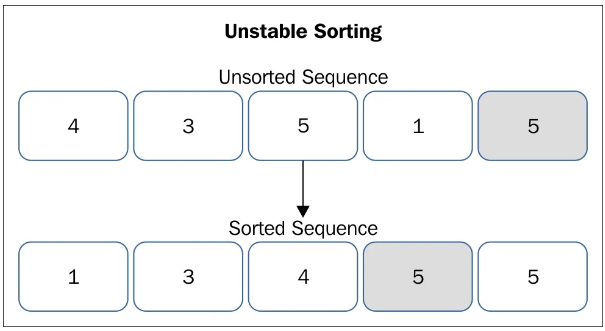 Unstable Sorting
Unsorted Sequence
4 3 5 1 5
Sorted Sequence
1 3 4 5 5